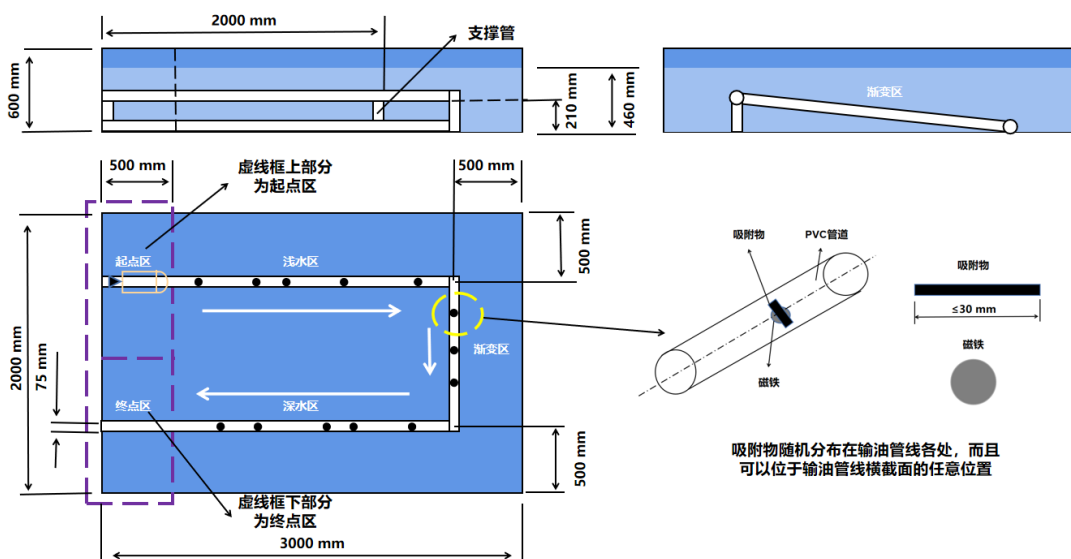 2000 mm
支撑管
600 mm
210 mm
460 mm
渐变区
500 mm
虚线框上部分
为起点区
500 mm
起点区
浅水区
500 mm
2000 mm
75 mm
渐变区
终点区
深水区
500 mm
虚线框下部分
为终点区
3000 mm
吸附物
PVC管道
磁铁
吸附物
≤30 mm
磁铁
吸附物随机分布在输油管线各处，而且
可以位于输油管线横截面的任意位置